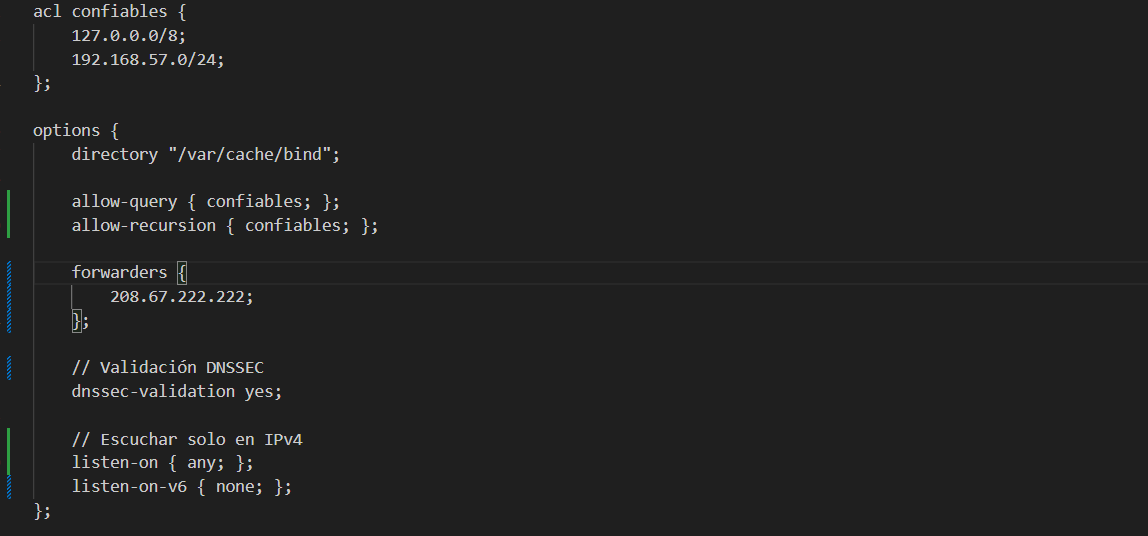 acl confiables {
127.0.0.0/8;
192.168.57.0/24;
};
options {
directory "/var/cache/bind";
allow-query { confiables; };
allow-recursion { confiables; };
forwarders {
208.67.222.222;
};
// Validación DNSSEC
dnssec-validation yes;
// Escuchar solo en IPv4
listen-on { any; };
listen-on-v6 { none; };
};